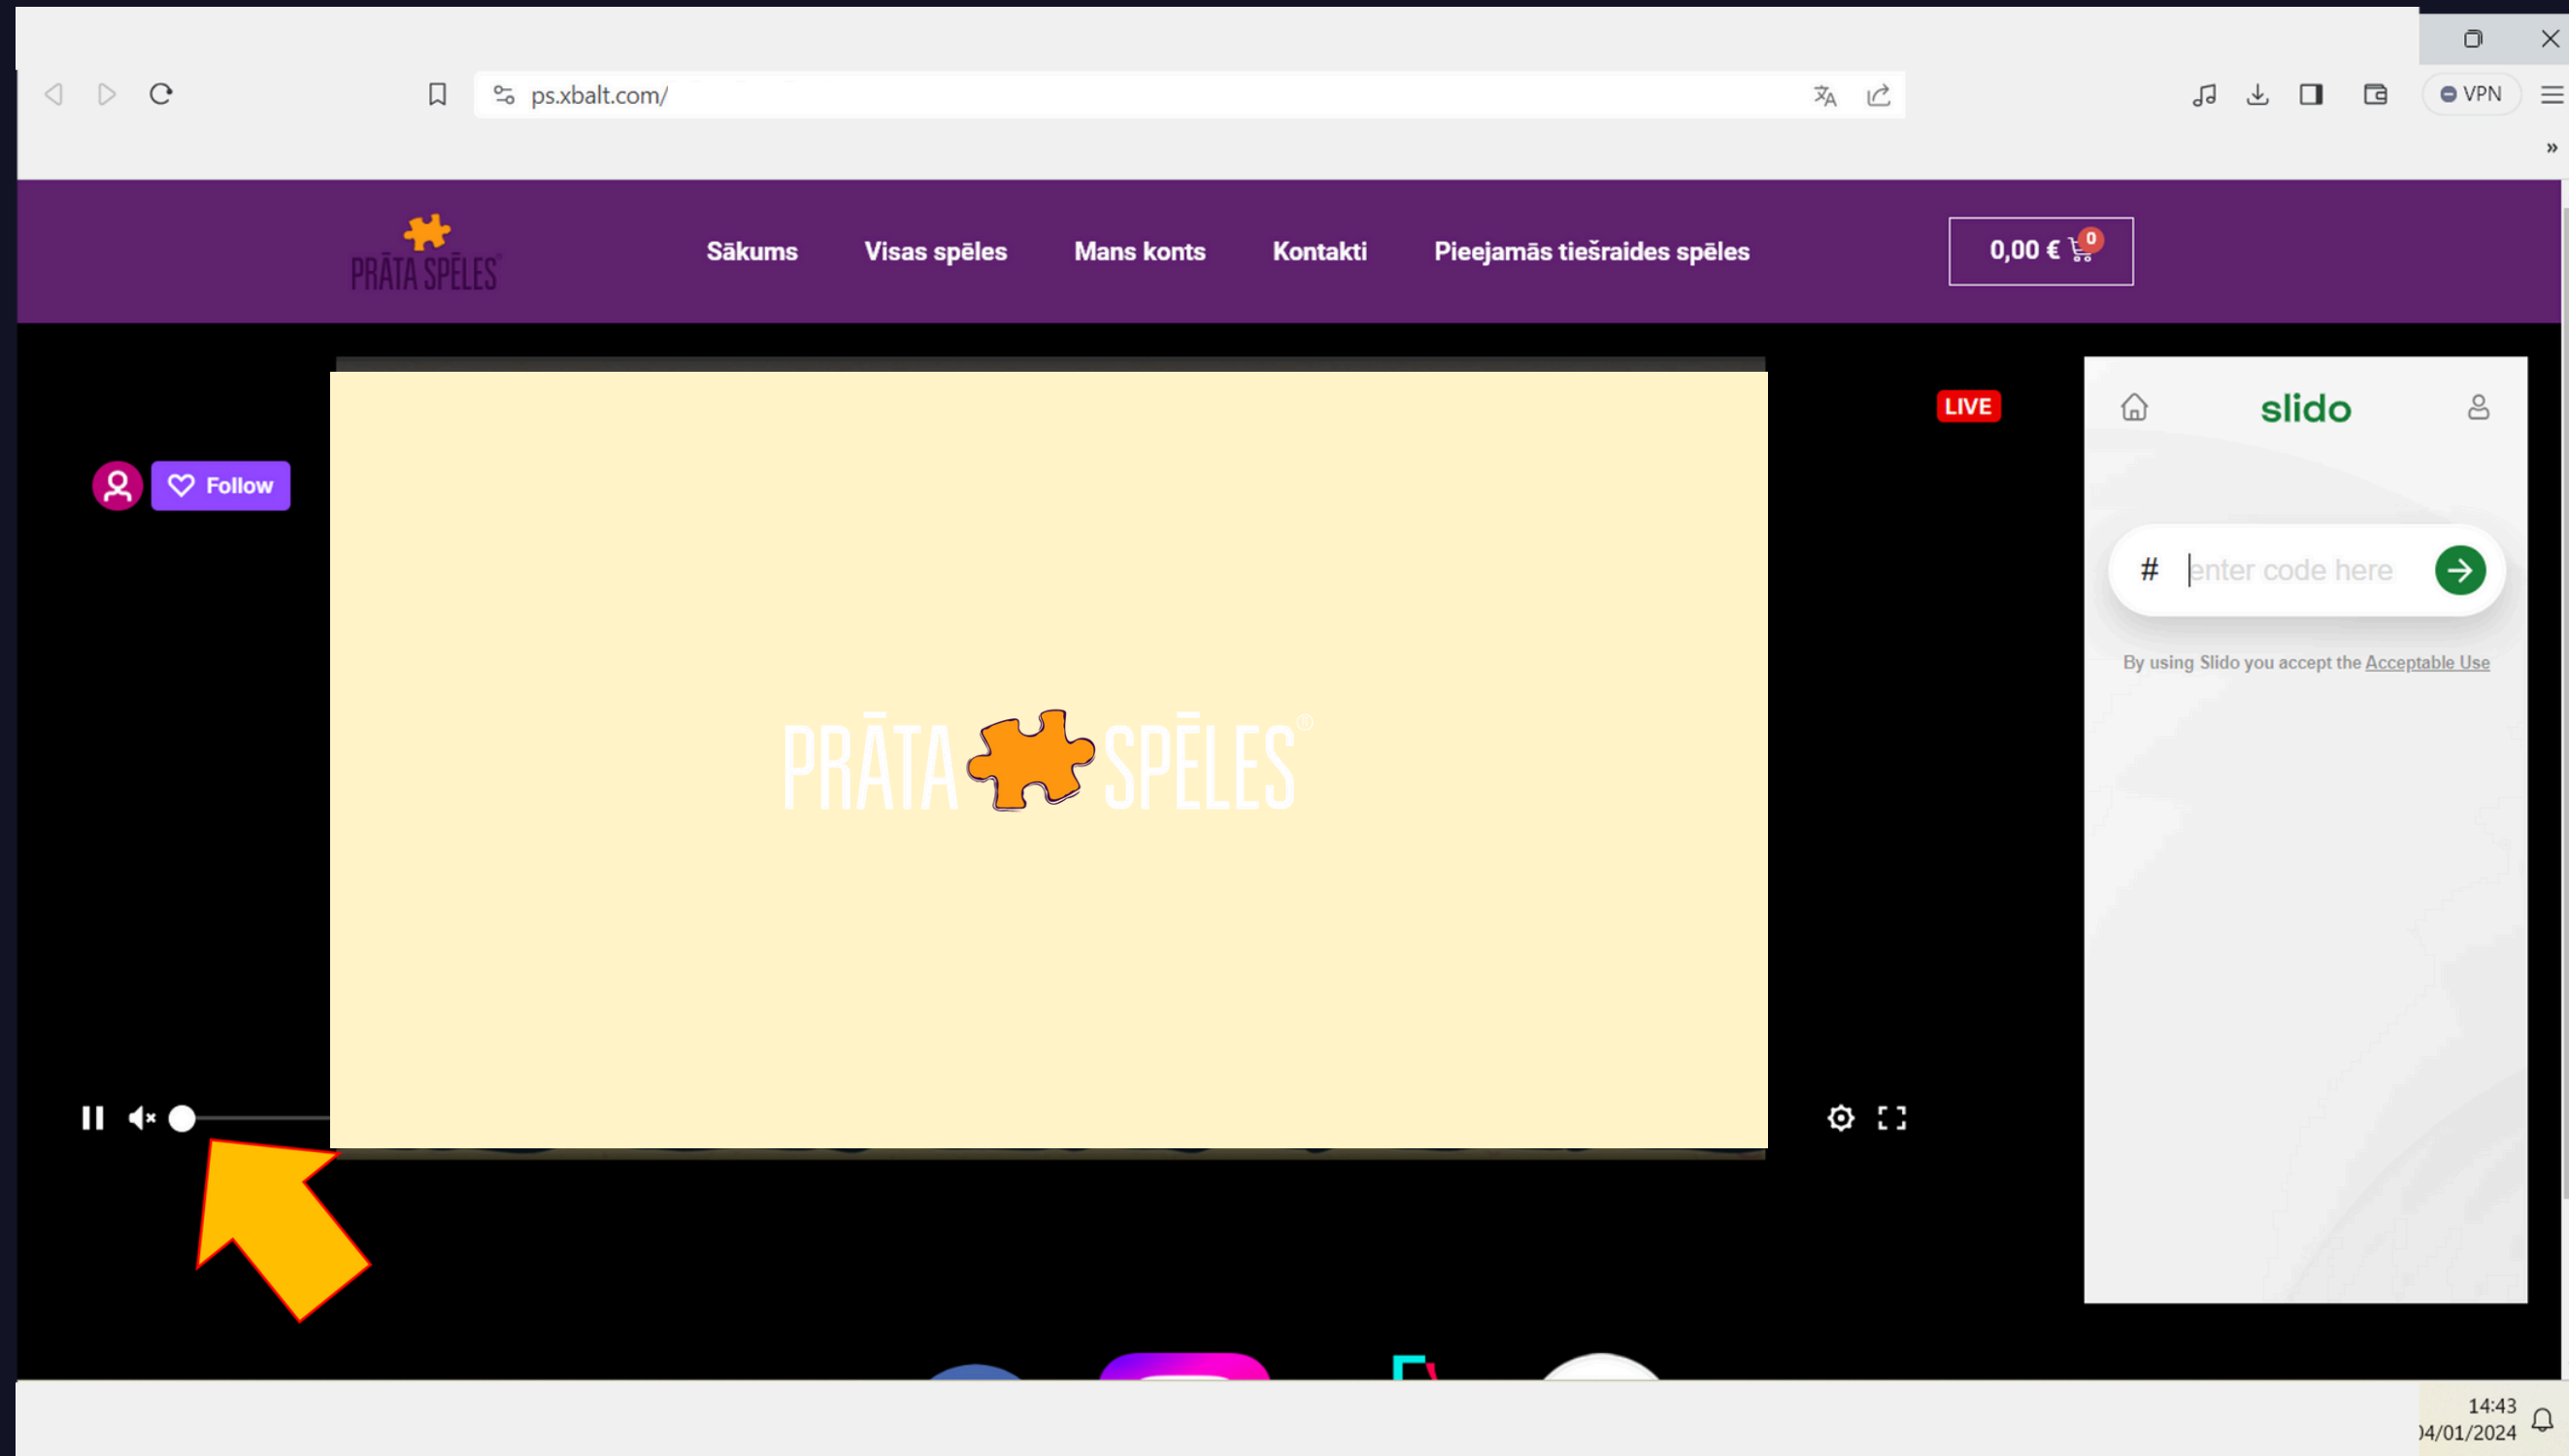 ps.xbalt.com/
VPN
»
PRĀTA SPĒLES®
Sākums
Visas spēles
Mans konts
Kontakti
Pieejamās tiešraides spēles
0,00 €
0
LIVE
slido
Follow
# enter code here
By using Slido you accept the Acceptable Use
PRĀTA SPĒLES®
14:43
04/01/2024